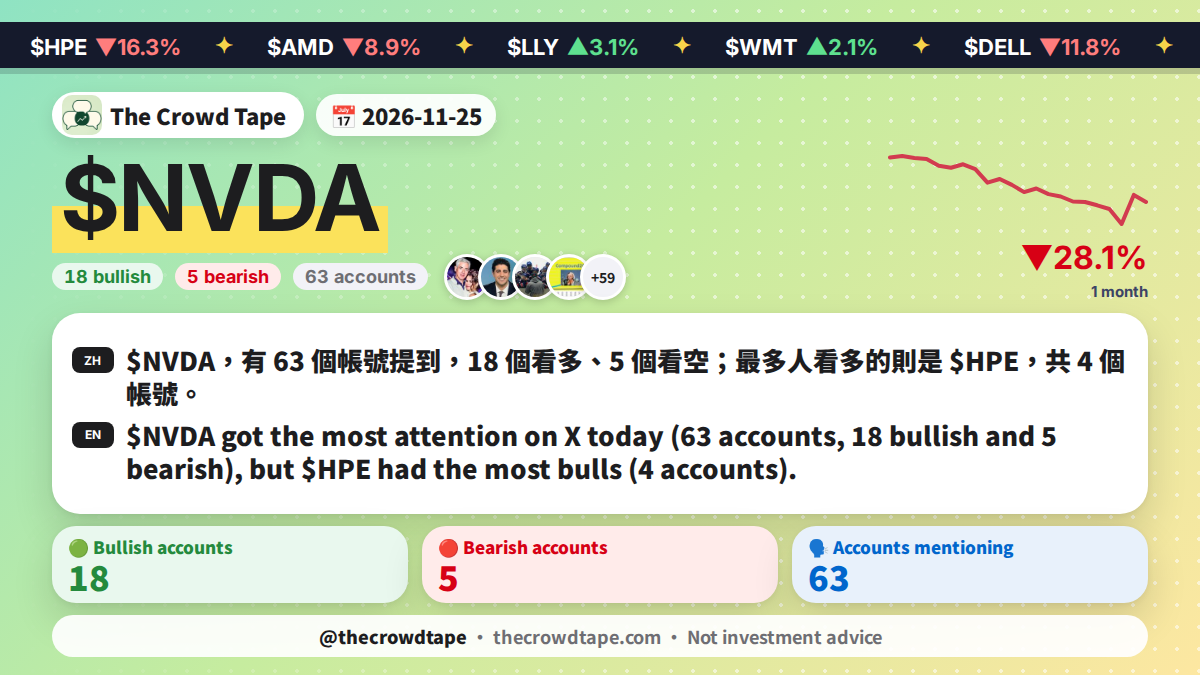 $HPE ▼16.3% ✦ $AMD ▼8.9% ✦ $LLY ▲3.1% ✦ $WMT ▲2.1% ✦ $DELL ▼11.8% ✦
The Crowd Tape 📅 2026-11-25
$NVDA
18 bullish 5 bearish 63 accounts +59
▼28.1%
1 month
ZH $NVDA，有 63 個帳號提到，18 個看多、5 個看空；最多人看多的則是 $HPE，共 4 個
帳號。
EN $NVDA got the most attention on X today (63 accounts, 18 bullish and 5
bearish), but $HPE had the most bulls (4 accounts).
🟢 Bullish accounts
18
🔴 Bearish accounts
5
🗣️ Accounts mentioning
63
@thecrowdtape • thecrowdtape.com • Not investment advice